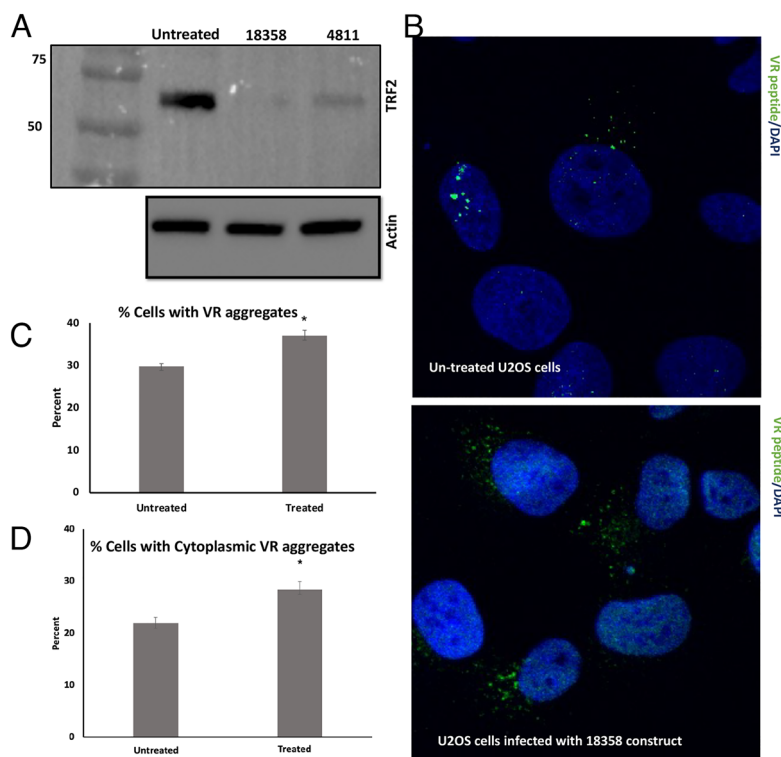 A
Untreated 18358 4811
75
50
TRF2
Actin
B
VR peptide/DAPI
Un-treated U2OS cells
VR peptide/DAPI
U2OS cells infected with 18358 construct
C
% Cells with VR aggregates
*
40
30
20
10
0
Percent
Untreated Treated
D
% Cells with Cytoplasmic VR aggregates
*
40
30
20
10
0
Percent
Untreated Treated